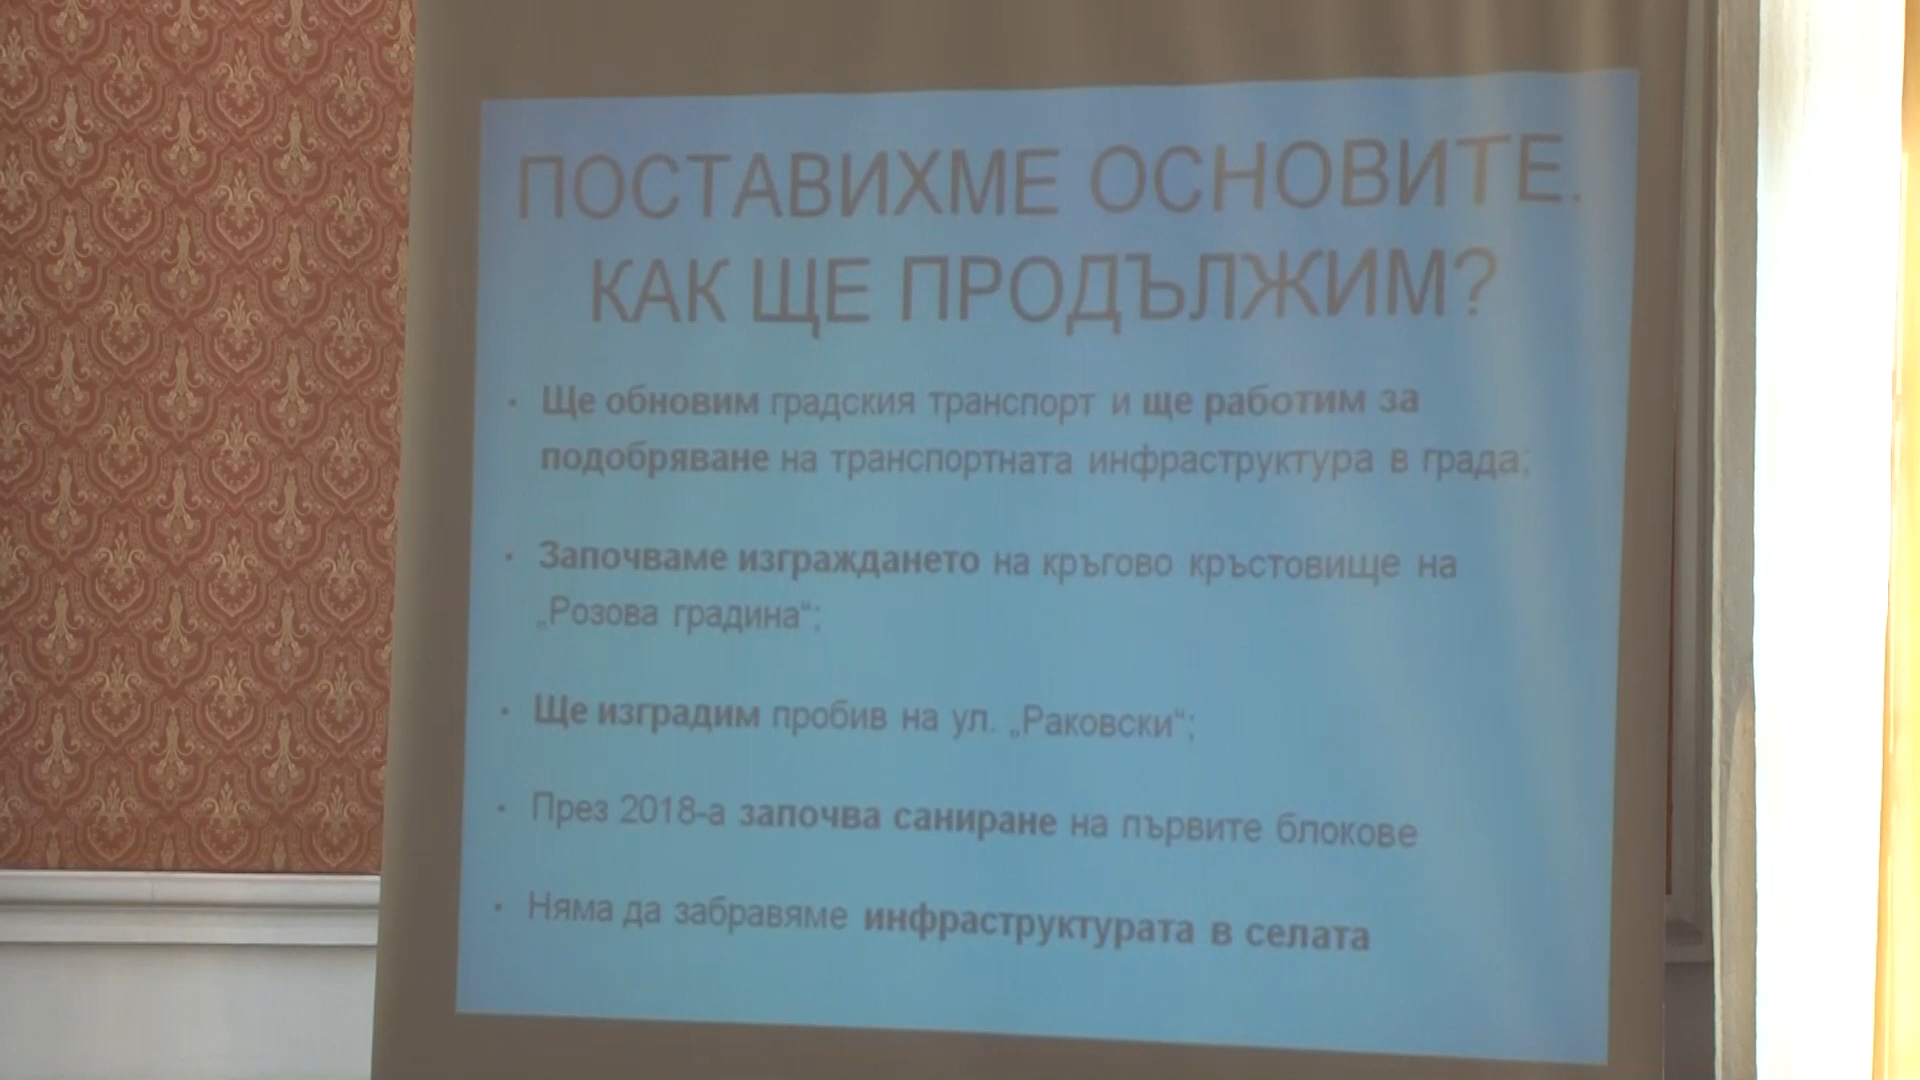 ПОСТАВИХМЕ ОСНОВИТЕ.
КАК ЩЕ ПРОДЪЛЖИМ?
• Ще обновим градския транспорт и ще работим за
подобряване на транспортната инфраструктура в града;
• Започваме изграждането на кръгово кръстовище на
„Розова градина“;
• Ще изградим пробив на ул. „Раковски“;
• През 2018-а започва саниране на първите блокове
• Няма да забравяме инфраструктурата в селата